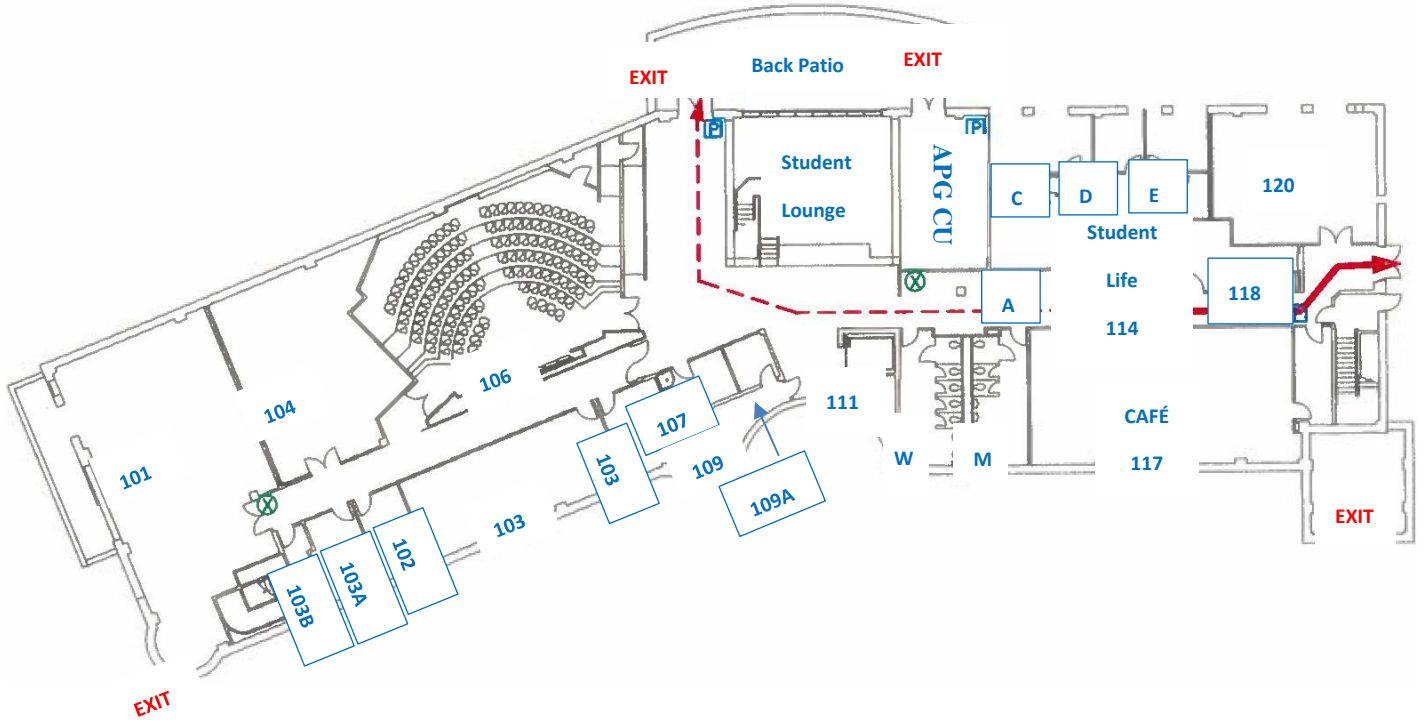 EXIT
Back Patio
EXIT
P
P
Student
Lounge
APG CU
C
D
E
120
Student
Life
114
118
X
A
106
104
101
X
107
111
CAFÉ
117
103
109
W
M
109A
103
102
103A
103B
EXIT
EXIT